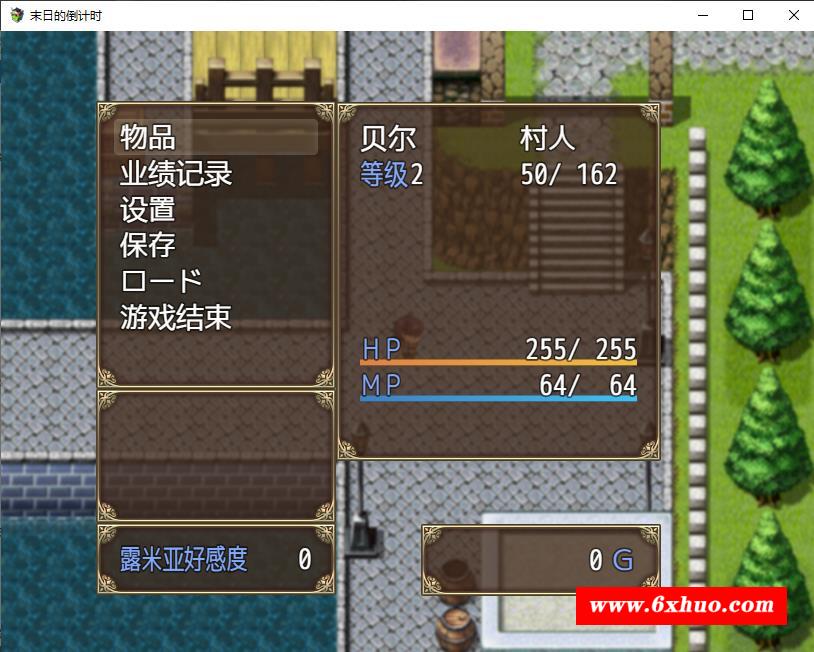 末日的倒计时
物品
业绩记录
设置
保存
ロード
游戏结束
贝尔 村人
等级2 50/ 162
HP 255/ 255
MP 64/ 64
露米亚好感度 0
0 G
www.6xhuo.com